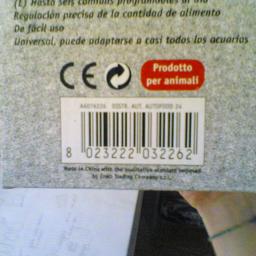 (E) Hasta seis comidas programables al día
Regulación precisa de la cantidad de alimento
De fácil uso
Universal, puede adaptarse a casi todos los acuarios
CE
Prodotto
per animali
DISTR. AUT. AUTOFOOD 24
8 023222 032262
Made in China with the qualitative standard imposed
by Croci Trading Company s.r.l.